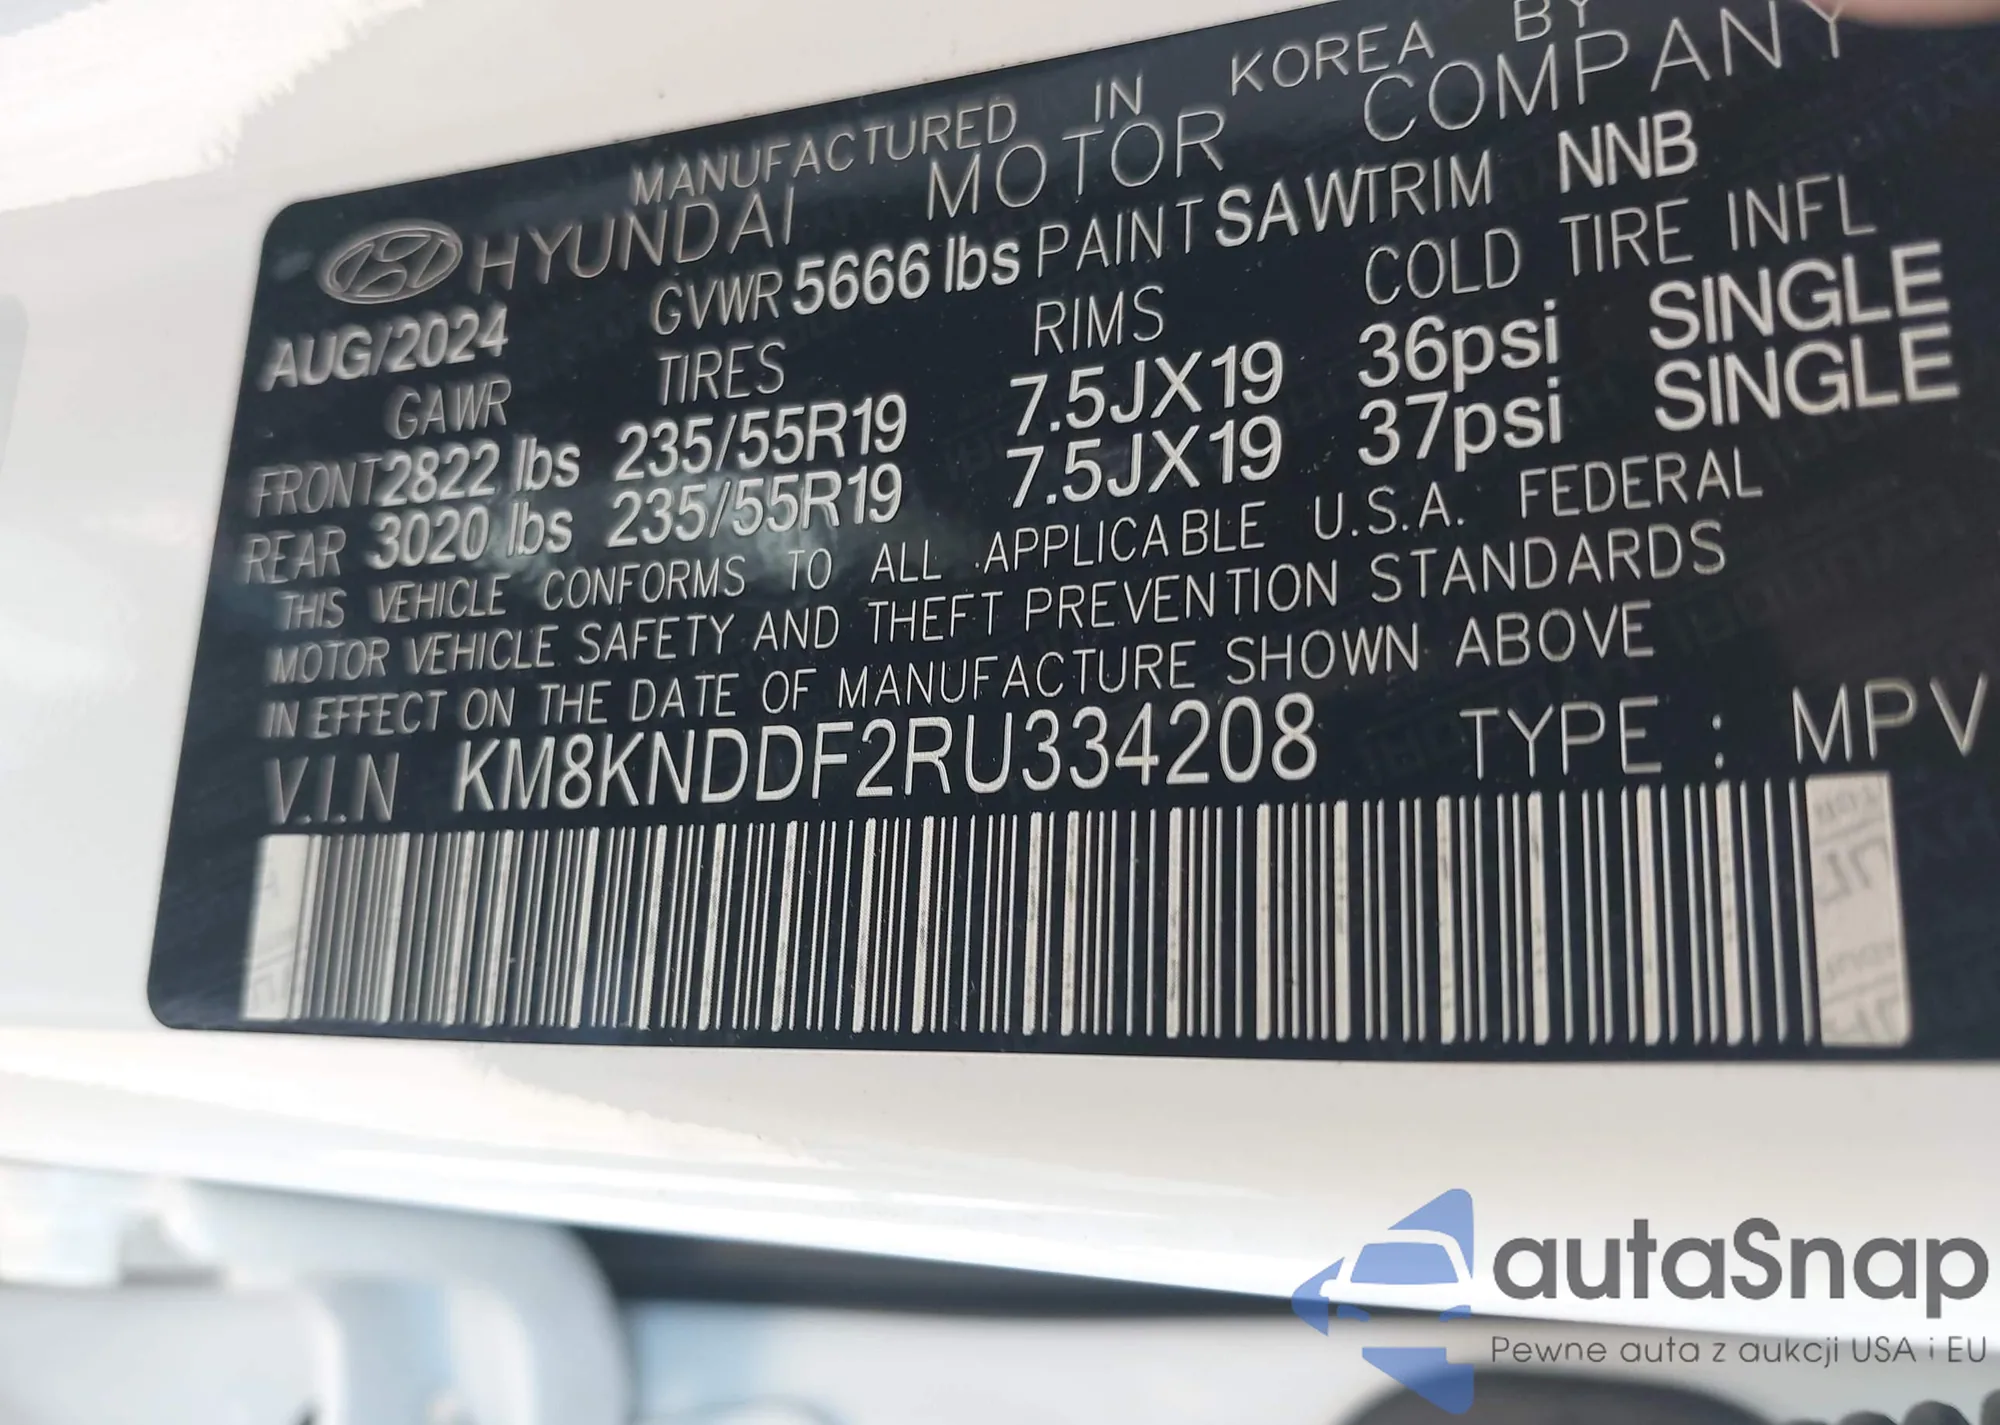 MANUFACTURED IN KOREA BY
HYUNDAI MOTOR COMPANY
AUG/2024 GVWR 5666 lbs PAINT SAW TRIM NNB
GAWR TIRES RIMS COLD TIRE INFL
FRONT 2822 lbs 235/55R19 7.5JX19 36psi SINGLE
REAR 3020 lbs 235/55R19 7.5JX19 37psi SINGLE
THIS VEHICLE CONFORMS TO ALL APPLICABLE U.S.A. FEDERAL
MOTOR VEHICLE SAFETY AND THEFT PREVENTION STANDARDS
IN EFFECT ON THE DATE OF MANUFACTURE SHOWN ABOVE
V.I.N KM8KNDDF2RU334208 TYPE : MPV
autaSnap
Pewne auta z aukcji USA i EU